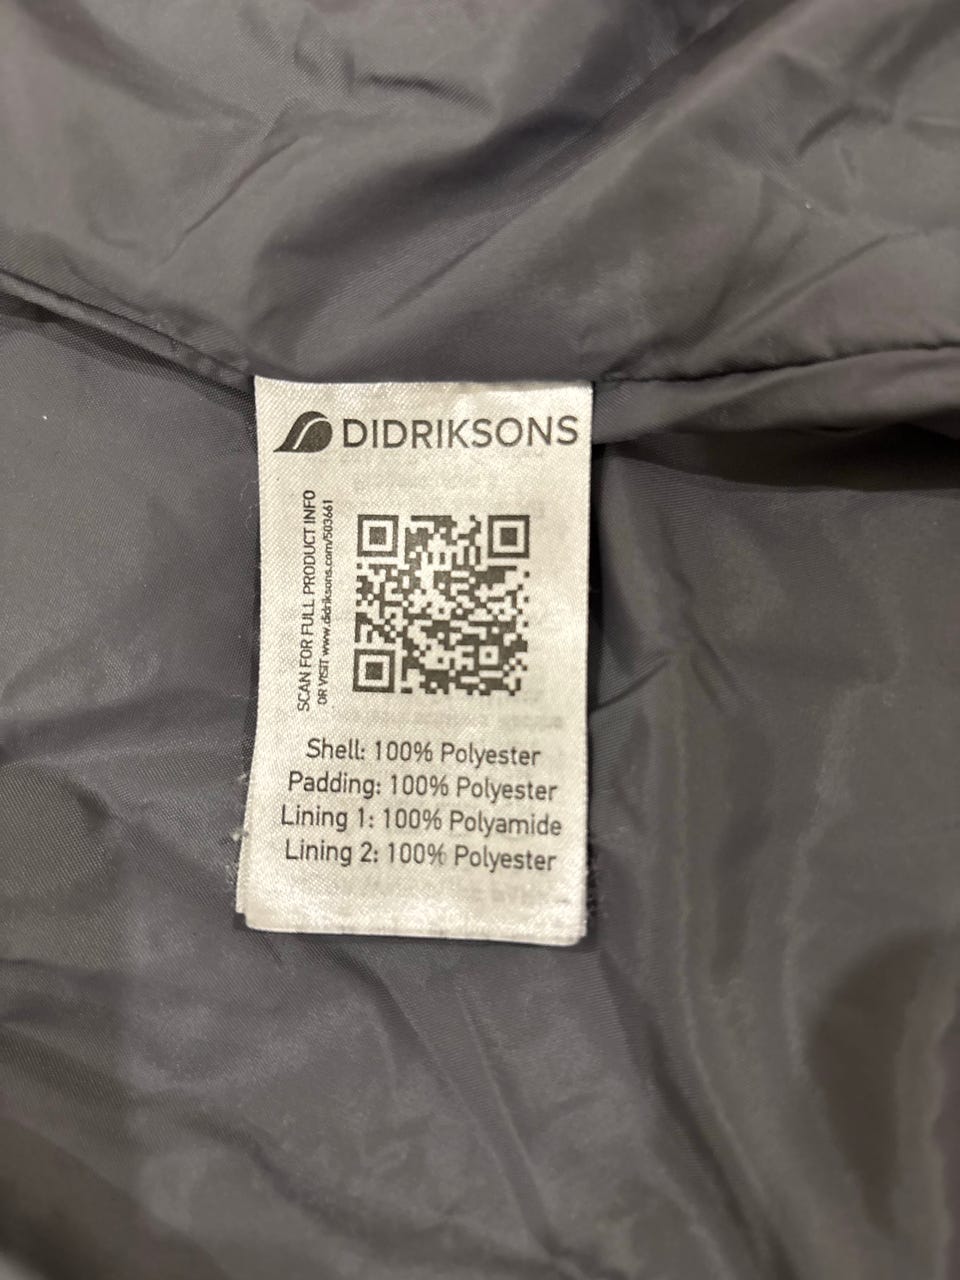 DIDRIKSONS
SCAN FOR FULL PRODUCT INFO
OR VISIT www.didriksons.com/503661
Shell: 100% Polyester
Padding: 100% Polyester
Lining 1: 100% Polyamide
Lining 2: 100% Polyester